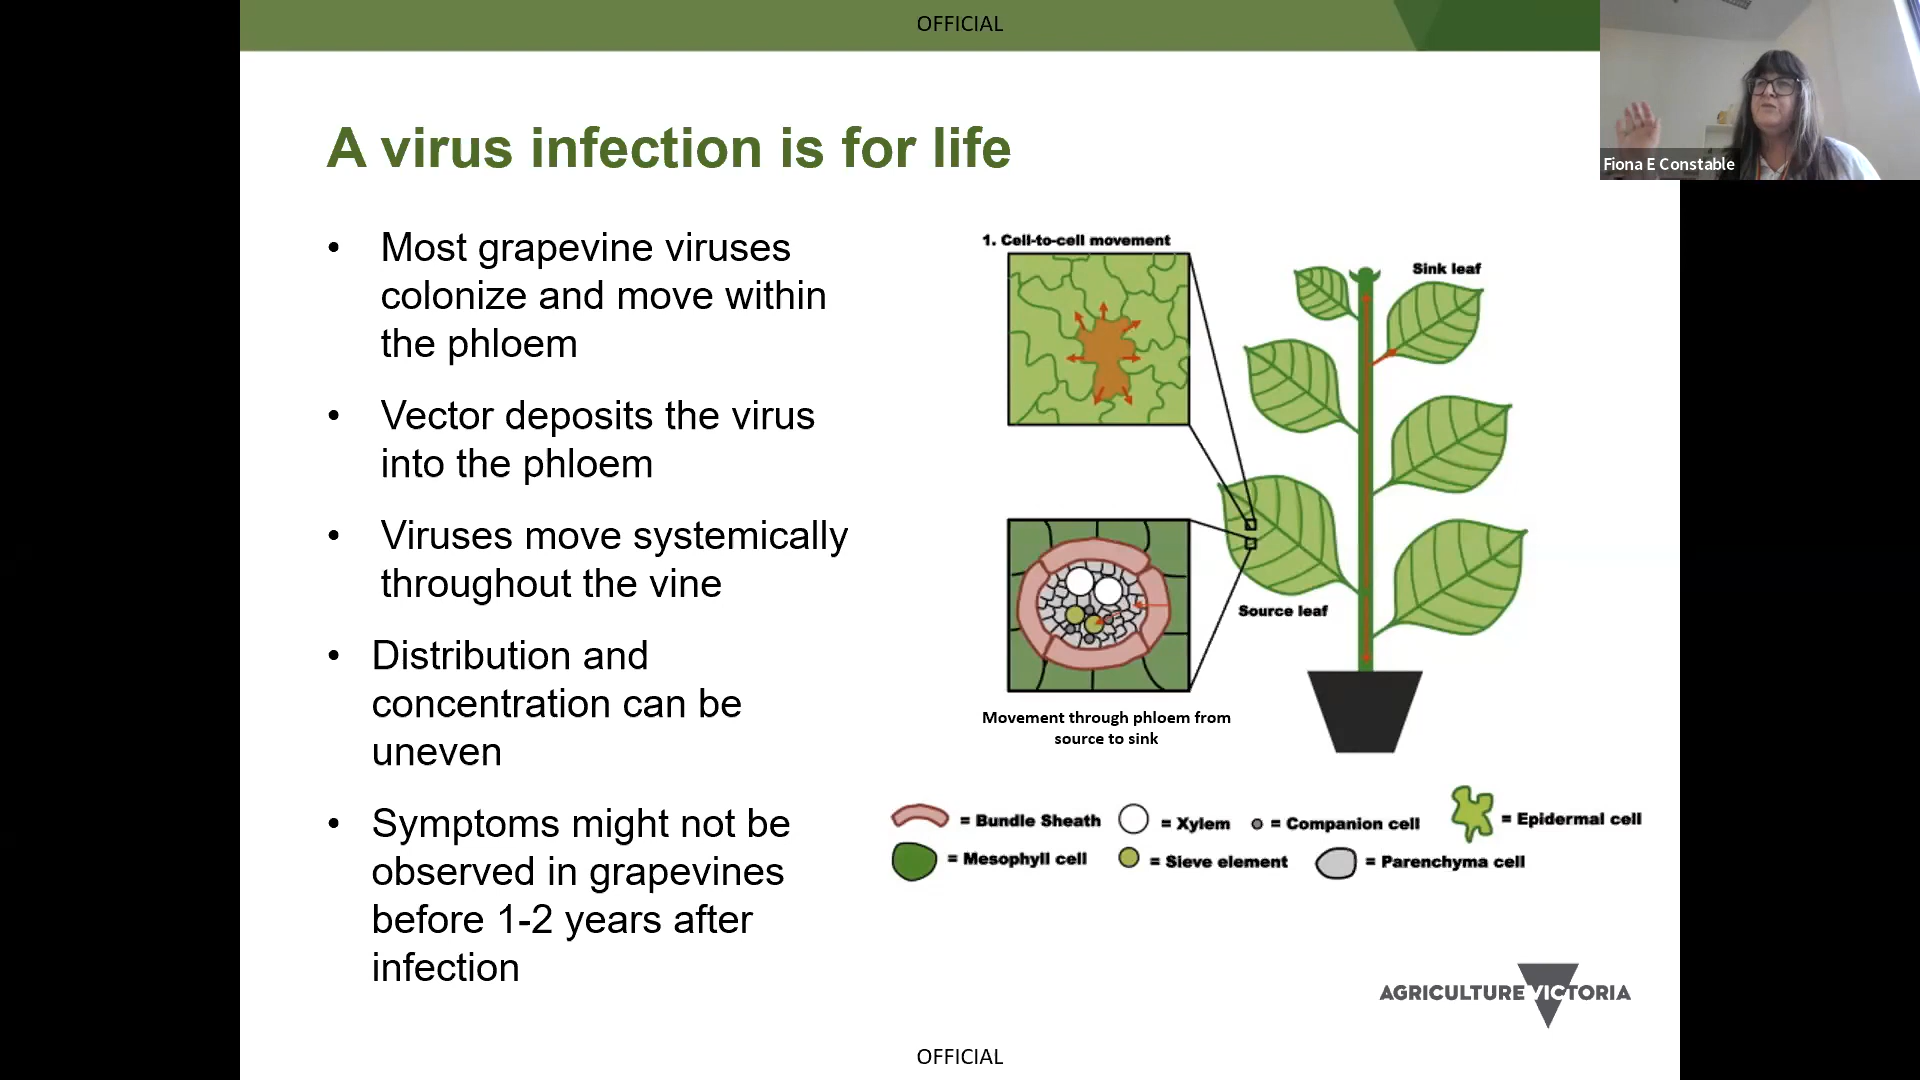 OFFICIAL
Fiona E Constable
A virus infection is for life
• Most grapevine viruses
colonize and move within
the phloem
• Vector deposits the virus
into the phloem
• Viruses move systemically
throughout the vine
• Distribution and
concentration can be
uneven
• Symptoms might not be
observed in grapevines
before 1-2 years after
infection
1. Cell-to-cell movement
Sink leaf
Source leaf
Movement through phloem from
source to sink
= Bundle Sheath
= Xylem
= Companion cell
= Epidermal cell
= Mesophyll cell
= Sieve element
= Parenchyma cell
AGRICULTURE VICTORIA
OFFICIAL